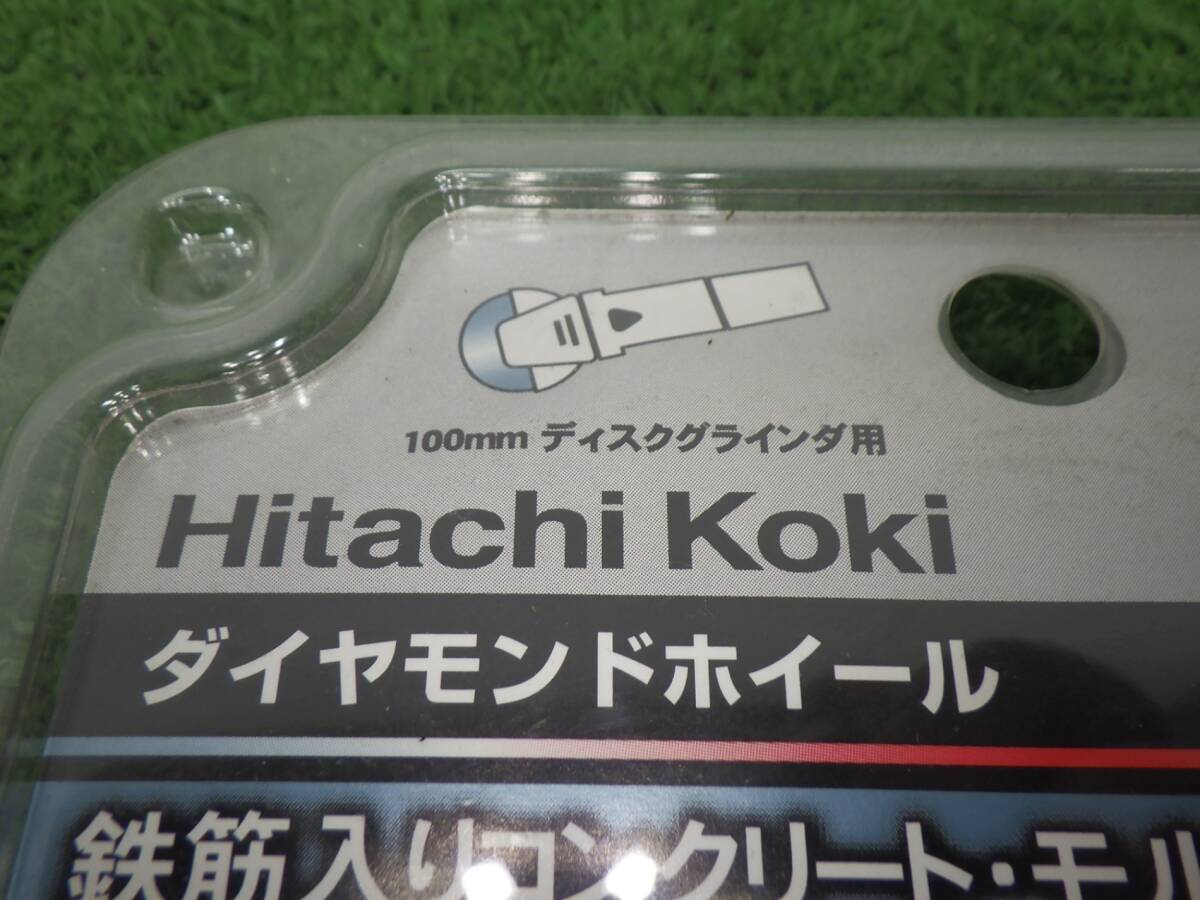 100mm ディスクグラインダ用
Hitachi Koki
ダイヤモンドホイール
鉄筋入りコンクリート・モル